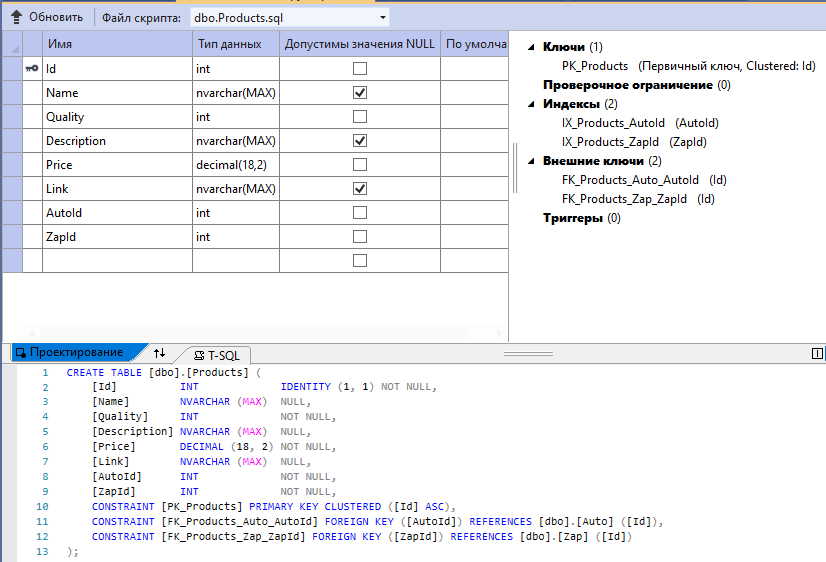 Обновить Файл скрипта: dbo.Products.sql
Имя Тип данных Допустимы значения NULL По умолча
Id int
Name nvarchar(MAX)
Quality int
Description nvarchar(MAX)
Price decimal(18,2)
Link nvarchar(MAX)
AutoId int
ZapId int
Ключи (1)
PK_Products (Первичный ключ, Clustered: Id)
Проверочное ограничение (0)
Индексы (2)
IX_Products_AutoId (AutoId)
IX_Products_ZapId (ZapId)
Внешние ключи (2)
FK_Products_Auto_AutoId (Id)
FK_Products_Zap_ZapId (Id)
Триггеры (0)
Проектирование T-SQL
1 CREATE TABLE [dbo].[Products] (
2 [Id] INT IDENTITY (1, 1) NOT NULL,
3 [Name] NVARCHAR (MAX) NULL,
4 [Quality] INT NOT NULL,
5 [Description] NVARCHAR (MAX) NULL,
6 [Price] DECIMAL (18, 2) NOT NULL,
7 [Link] NVARCHAR (MAX) NULL,
8 [AutoId] INT NOT NULL,
9 [ZapId] INT NOT NULL,
10 CONSTRAINT [PK_Products] PRIMARY KEY CLUSTERED ([Id] ASC),
11 CONSTRAINT [FK_Products_Auto_AutoId] FOREIGN KEY ([AutoId]) REFERENCES [dbo].[Auto] ([Id]),
12 CONSTRAINT [FK_Products_Zap_ZapId] FOREIGN KEY ([ZapId]) REFERENCES [dbo].[Zap] ([Id])
13 );